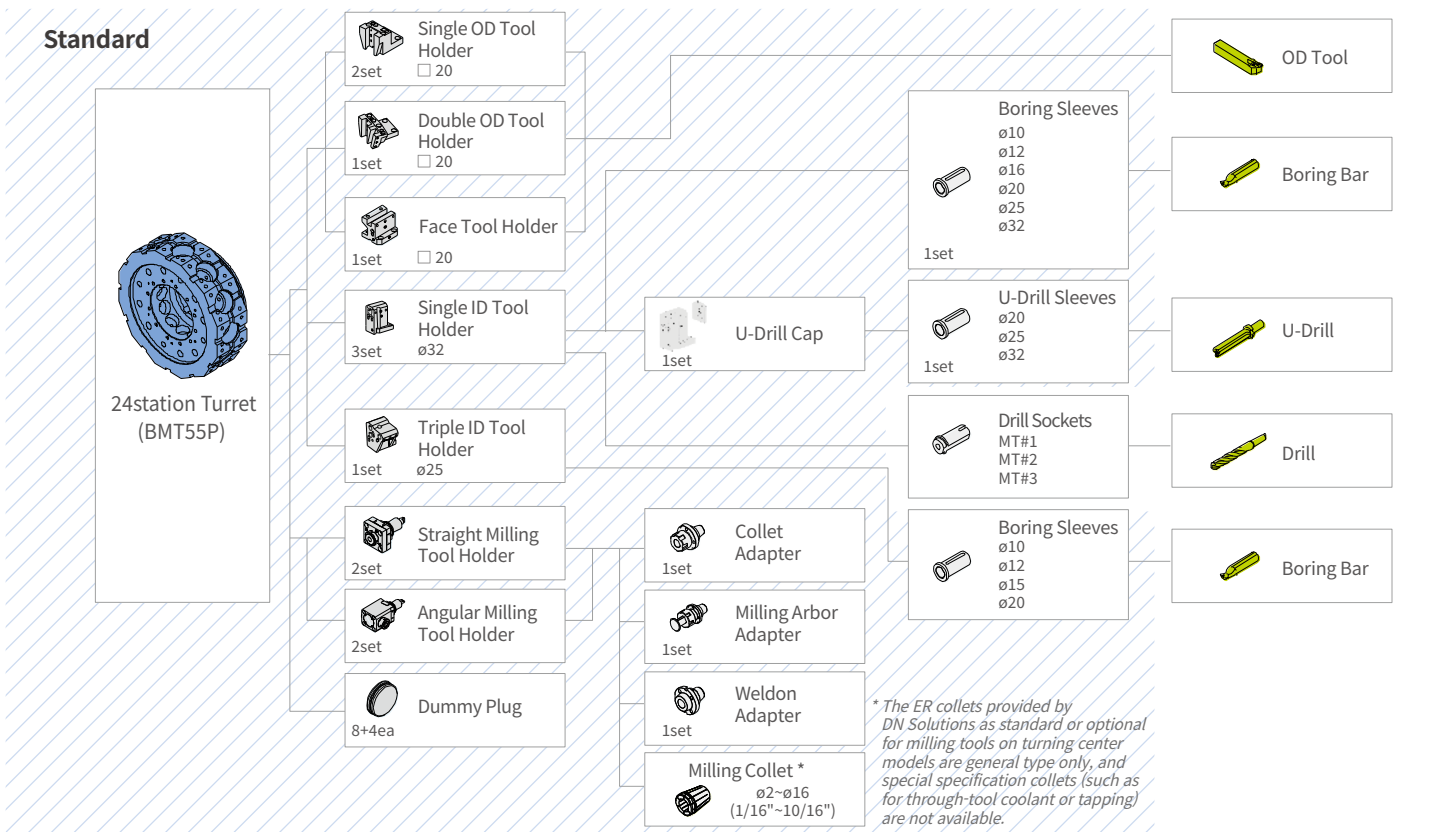 Standard
24station Turret
(BMT55P)
Single OD Tool
Holder
2set
□ 20
Double OD Tool
Holder
1set
□ 20
Face Tool Holder
1set
□ 20
Single ID Tool
Holder
3set
ø32
Triple ID Tool
Holder
1set
ø25
Straight Milling
Tool Holder
2set
Angular Milling
Tool Holder
2set
Dummy Plug
8+4ea
U-Drill Cap
1set
Collet
Adapter
1set
Milling Arbor
Adapter
1set
Weldon
Adapter
1set
Milling Collet *
ø2~ø16
(1/16"~10/16")
Boring Sleeves
ø10
ø12
ø16
ø20
ø25
ø32
1set
U-Drill Sleeves
ø20
ø25
ø32
1set
Drill Sockets
MT#1
MT#2
MT#3
Boring Sleeves
ø10
ø12
ø15
ø20
OD Tool
Boring Bar
U-Drill
Drill
Boring Bar
* The ER collets provided by
DN Solutions as standard or optional
for milling tools on turning center
models are general type only, and
special specification collets (such as
for through-tool coolant or tapping)
are not available.